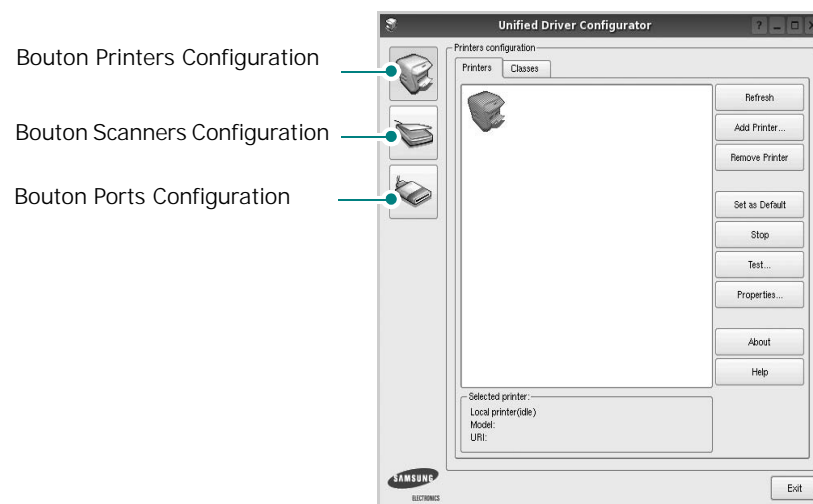 Unified Driver Configurator
Bouton Printers Configuration
Bouton Scanners Configuration
Bouton Ports Configuration
Printers configuration
Printers
Classes
Refresh
Add Printer...
Remove Printer
Set as Default
Stop
Test...
Properties...
About
Help
Selected printer:
Local printer(idle)
Model:
URI:
SAMSUNG
ELECTRONICS
Exit